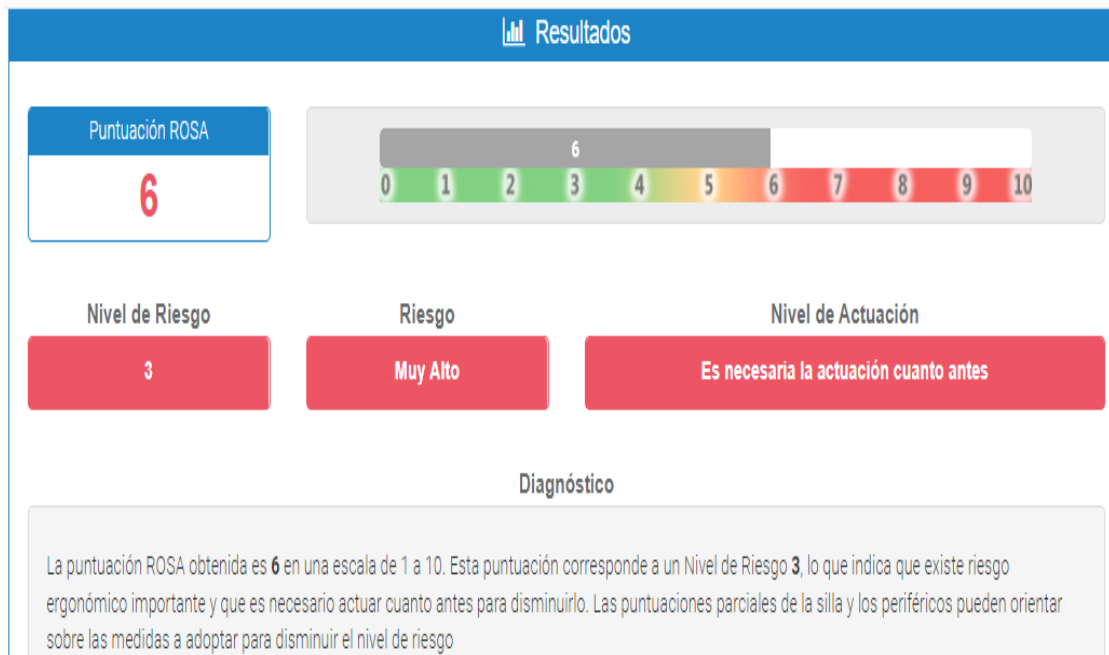 Resultados
Puntuación ROSA
6
6
0 1 2 3 4 5 6 7 8 9 10
Nivel de Riesgo
Riesgo
Nivel de Actuación
3
Muy Alto
Es necesaria la actuación cuanto antes
Diagnóstico
La puntuación ROSA obtenida es 6 en una escala de 1 a 10. Esta puntuación corresponde a un Nivel de Riesgo 3, lo que indica que existe riesgo
ergonómico importante y que es necesario actuar cuanto antes para disminuirlo. Las puntuaciones parciales de la silla y los periféricos pueden orientar
sobre las medidas a adoptar para disminuir el nivel de riesgo